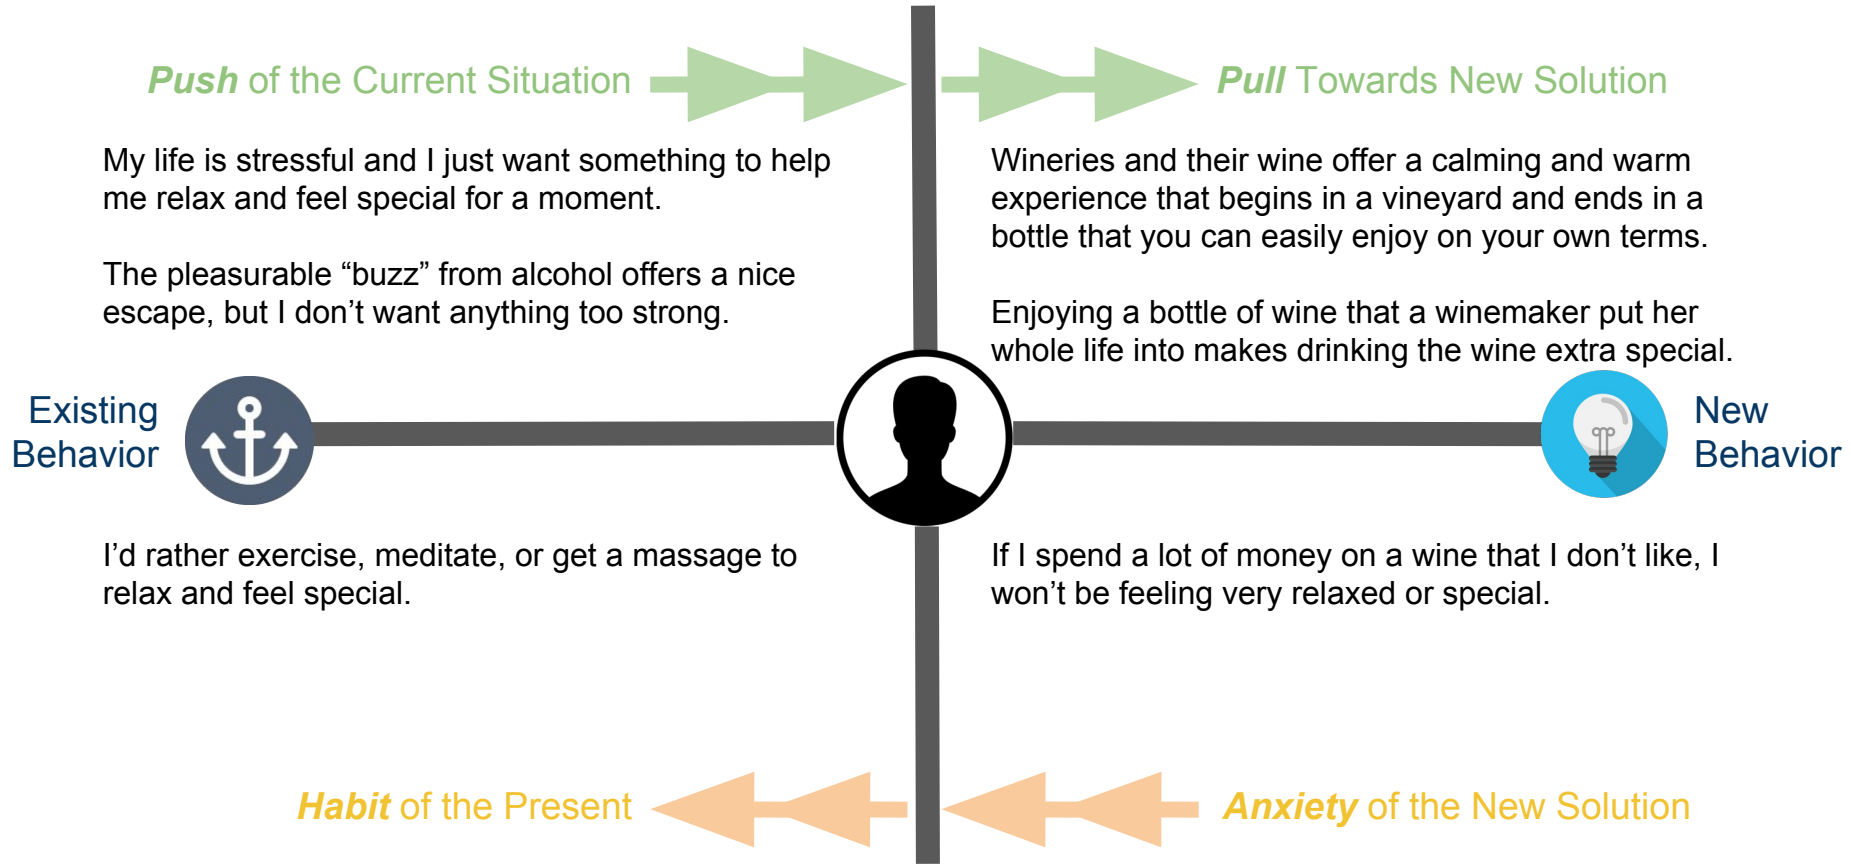 Push of the Current Situation
Pull Towards New Solution
My life is stressful and I just want something to help
me relax and feel special for a moment.
The pleasurable “buzz” from alcohol offers a nice
escape, but I don’t want anything too strong.
Wineries and their wine offer a calming and warm
experience that begins in a vineyard and ends in a
bottle that you can easily enjoy on your own terms.
Enjoying a bottle of wine that a winemaker put her
whole life into makes drinking the wine extra special.
Existing
Behavior
New
Behavior
I’d rather exercise, meditate, or get a massage to
relax and feel special.
If I spend a lot of money on a wine that I don’t like, I
won’t be feeling very relaxed or special.
Habit of the Present
Anxiety of the New Solution